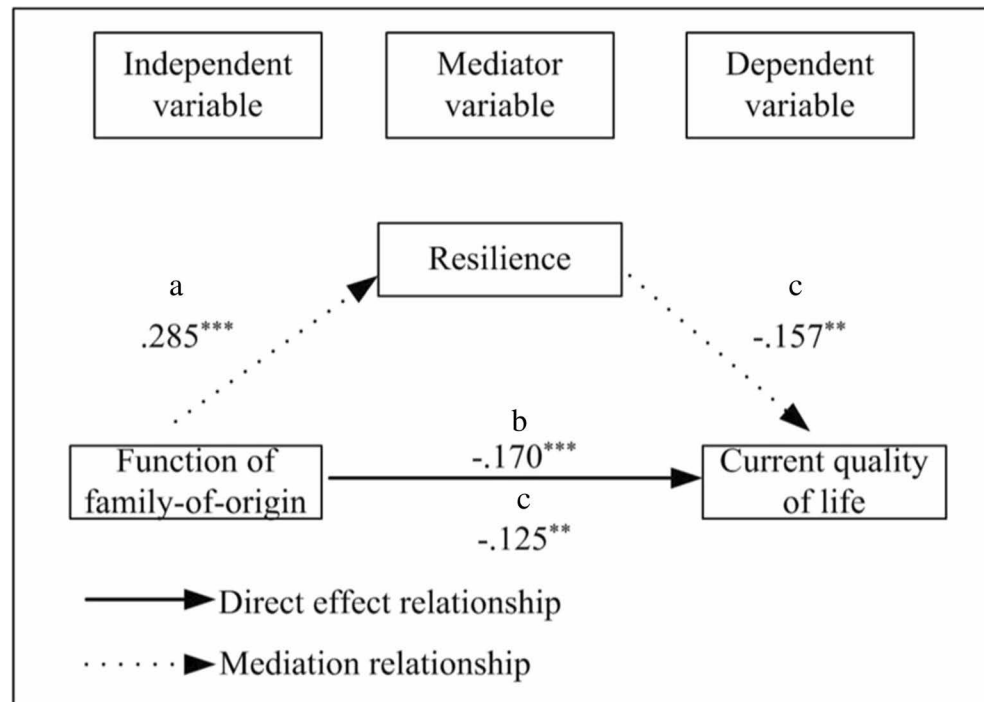 Independent
variable
Mediator
variable
Dependent
variable
Resilience
a
.285***
c
-.157**
b
-.170***
Function of
family-of-origin
Current quality
of life
c
-.125**
Direct effect relationship
Mediation relationship